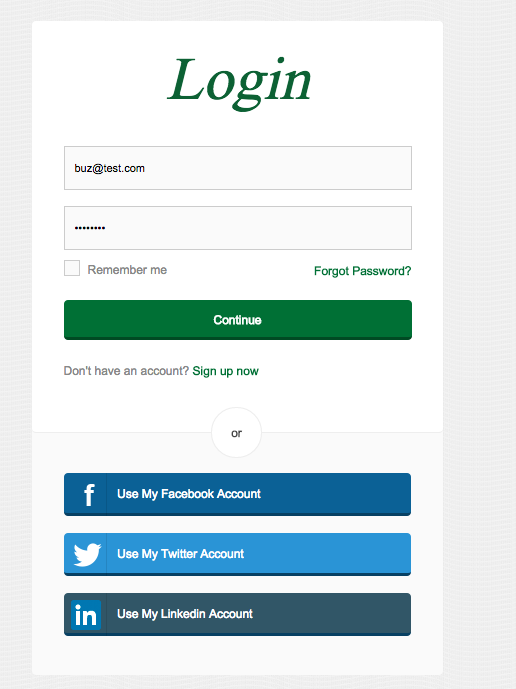 Login
buz@test.com
••••••••
Remember me
Forgot Password?
Continue
Don't have an account? Sign up now
or
f
Use My Facebook Account
Use My Twitter Account
in
Use My Linkedin Account